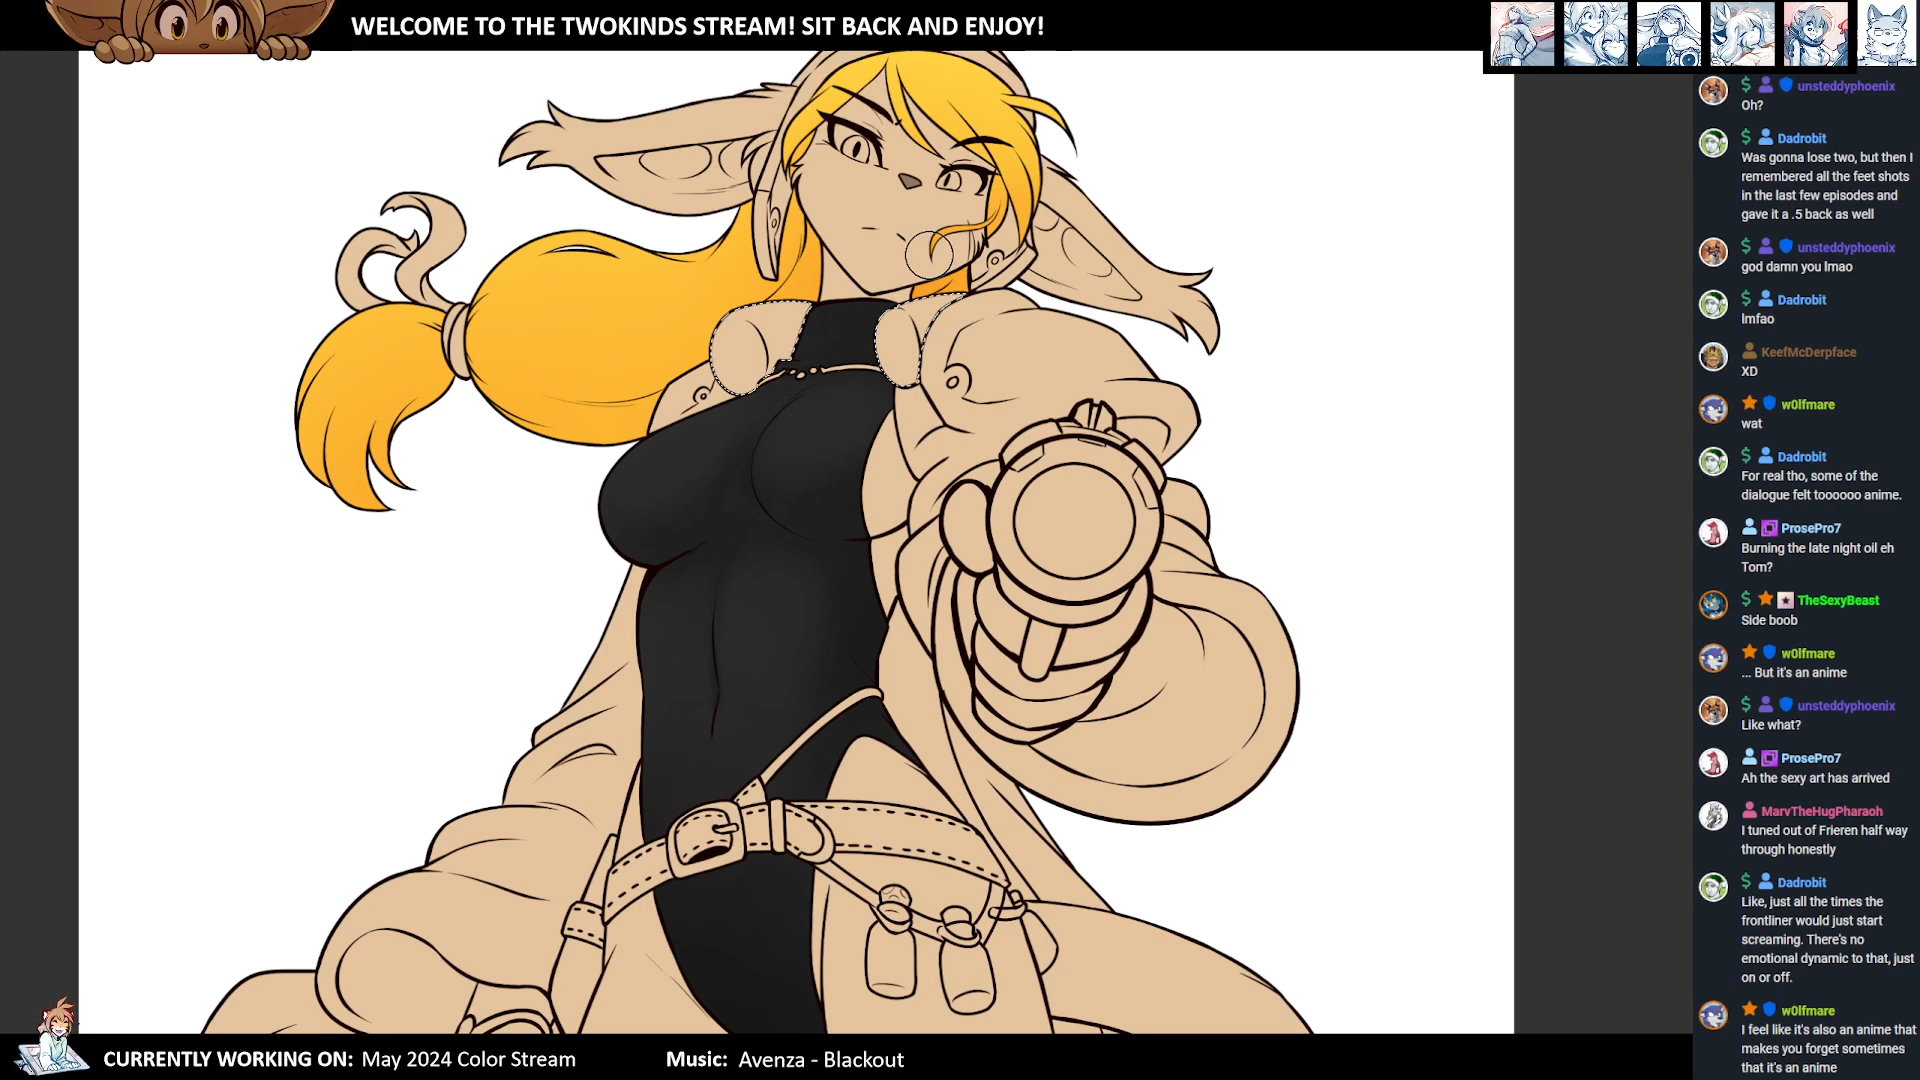 WELCOME TO THE TWOKINDS STREAM! SIT BACK AND ENJOY!
unsteddyphoenix
Oh?
Dadrobit
Was gonna lose two, but then I
remembered all the feet shots
in the last few episodes and
gave it a .5 back as well
unsteddyphoenix
god damn you lmao
Dadrobit
lmfao
KeefMcDerpface
XD
w0lfmare
wat
Dadrobit
For real tho, some of the
dialogue felt toooooo anime.
ProsePro7
Burning the late night oil eh
Tom?
TheSexyBeast
Side boob
w0lfmare
... But it's an anime
unsteddyphoenix
Like what?
ProsePro7
Ah the sexy art has arrived
MarvTheHugPharaoh
I tuned out of Frieren half way
through honestly
Dadrobit
Like, just all the times the
frontliner would just start
screaming. There's no
emotional dynamic to that, just
on or off.
w0lfmare
I feel like it's also an anime that
makes you forget sometimes
that it's an anime
CURRENTLY WORKING ON: May 2024 Color Stream
Music: Avenza - Blackout